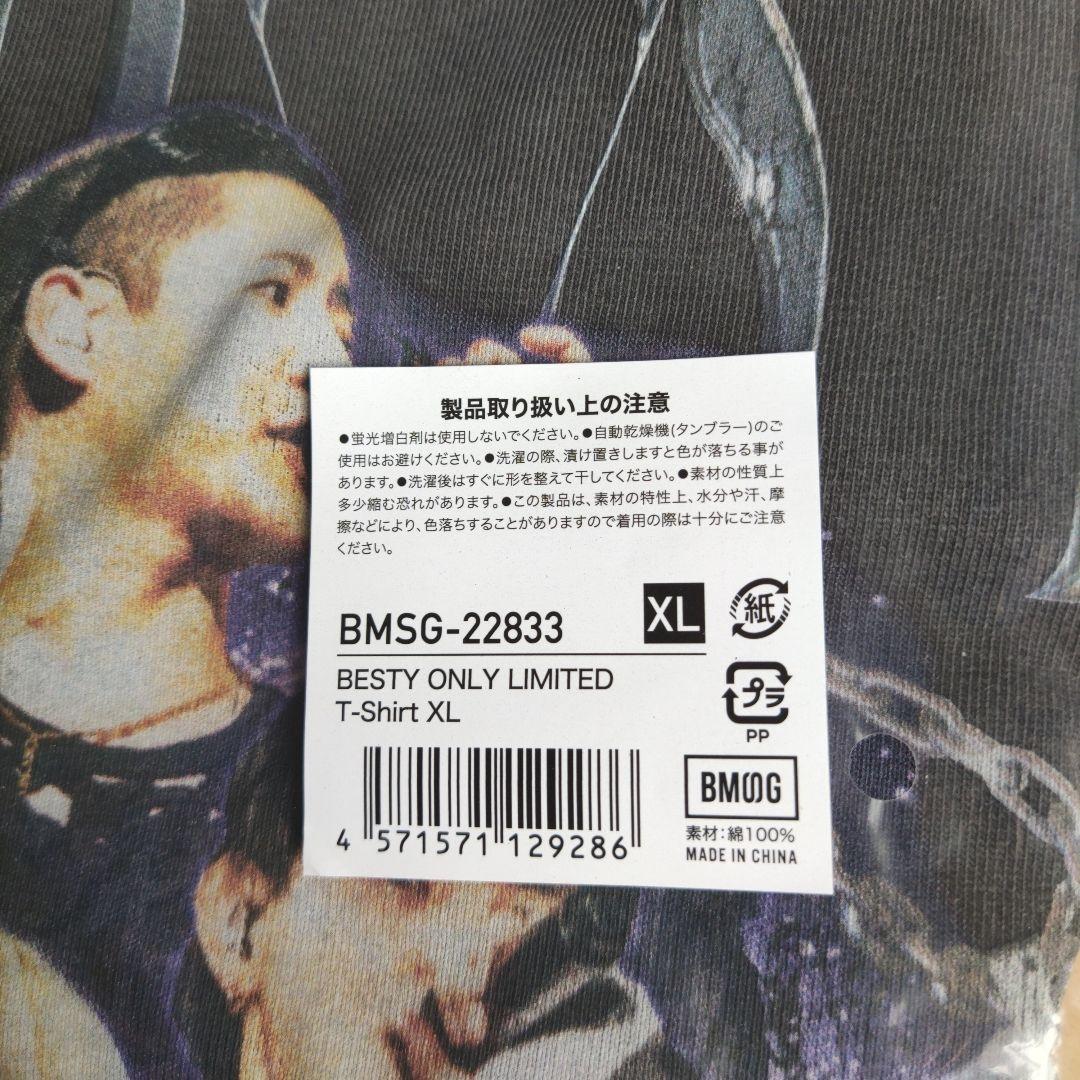 製品取り扱い上の注意
●蛍光増白剤は使用しないでください。●自動乾燥機(タンブラー)のご
使用はお避けください。●洗濯の際、漬け置きしますと色が落ちる事が
あります。●洗濯後はすぐに形を整えて干してください。●素材の性質上
多少縮む恐れがあります。●この製品は、素材の特性上、水分や汗、摩
擦などにより、色落ちすることがありますので着用の際は十分にご注意
ください。
BMSG-22833
XL
紙
BESTY ONLY LIMITED
T-Shirt XL
プラ
PP
BMSG
素材:綿100%
MADE IN CHINA
4 571571 129286